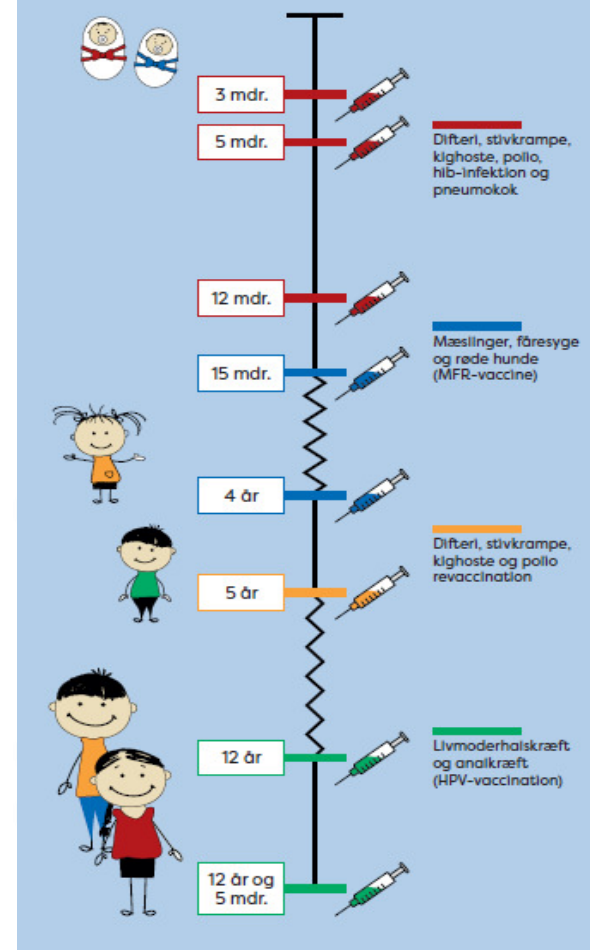 3 mdr.
5 mdr.
Difteri, stivkrampe,
kighoste, polio,
hib-infektion og
pneumokok
12 mdr.
Mæslinger, fåresyge
og røde hunde
(MFR-vaccine)
15 mdr.
4 år
Difteri, stivkrampe,
kighoste og polio
revaccination
5 år
Livmoderhalskræft
og analkræft
(HPV-vaccination)
12 år
12 år og
5 mdr.